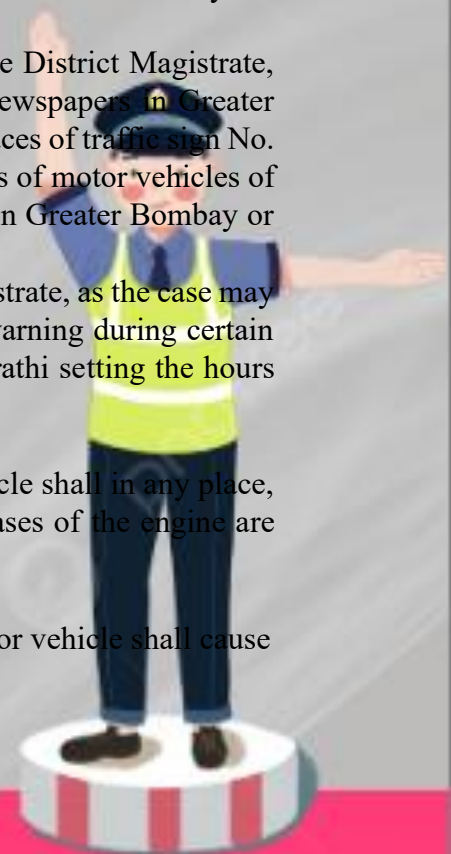 e District Magistrate,
ewspapers in Greater
ces of traffic sign No.
s of motor vehicles of
n Greater Bombay or
strate, as the case may
arning during certain
rathi setting the hours
cle shall in any place,
ases of the engine are
or vehicle shall cause